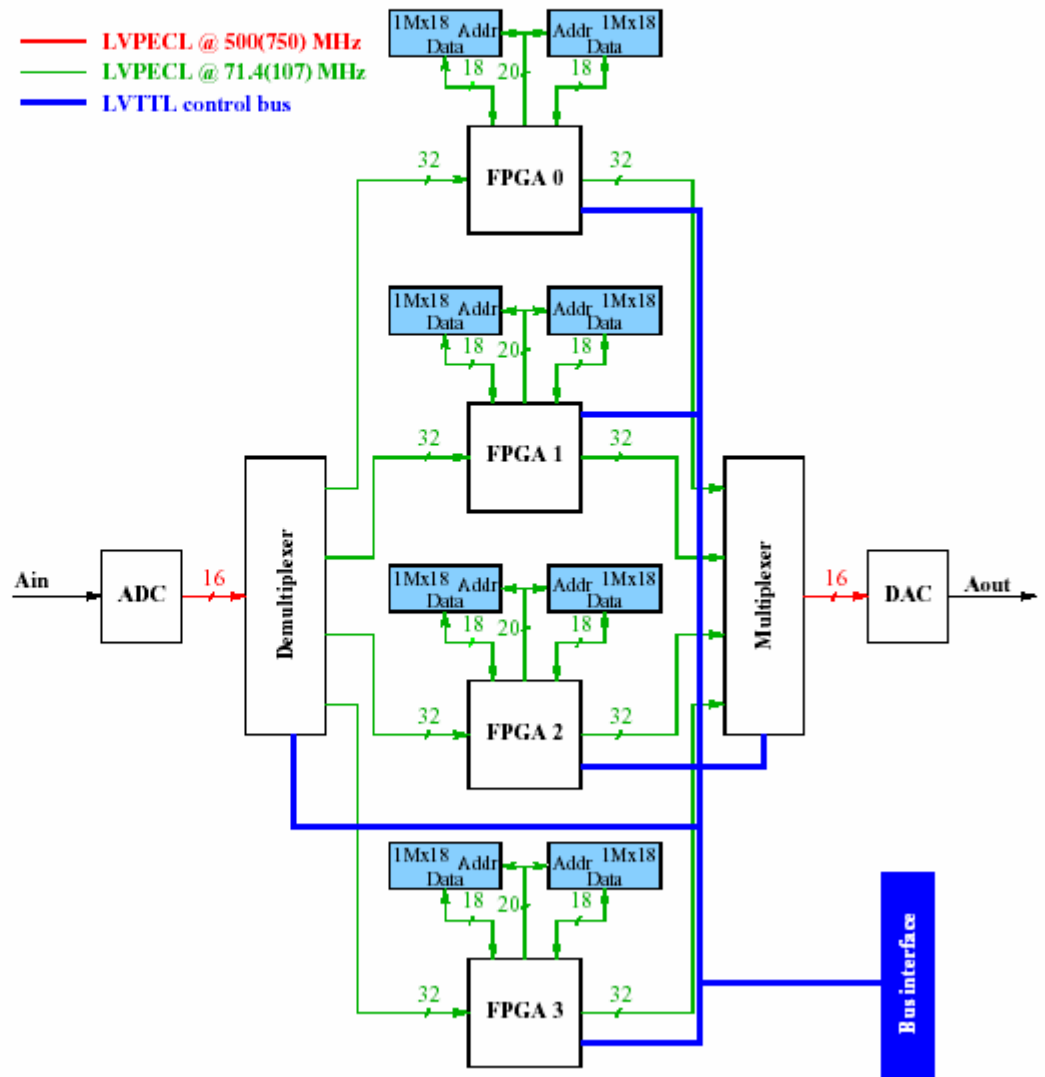 LVPECL @ 500(750) MHz
LVPECL @ 71.4(107) MHz
LVTTL control bus
1Mx18 Addr
Data
Addr 1Mx18
Data
18
20
18
32
FPGA 0
32
1Mx18 Addr
Data
Addr 1Mx18
Data
18
20
18
32
FPGA 1
32
Ain
ADC
16
Demultiplexer
1Mx18 Addr
Data
Addr 1Mx18
Data
18
20
18
32
FPGA 2
32
Multiplexer
16
DAC
Aout
1Mx18 Addr
Data
Addr 1Mx18
Data
18
20
18
32
FPGA 3
32
Bus interface